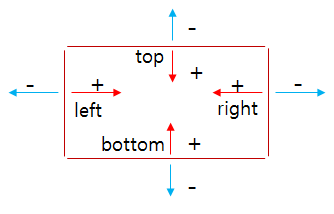 -
top
+
- + + -
left right
bottom +
-